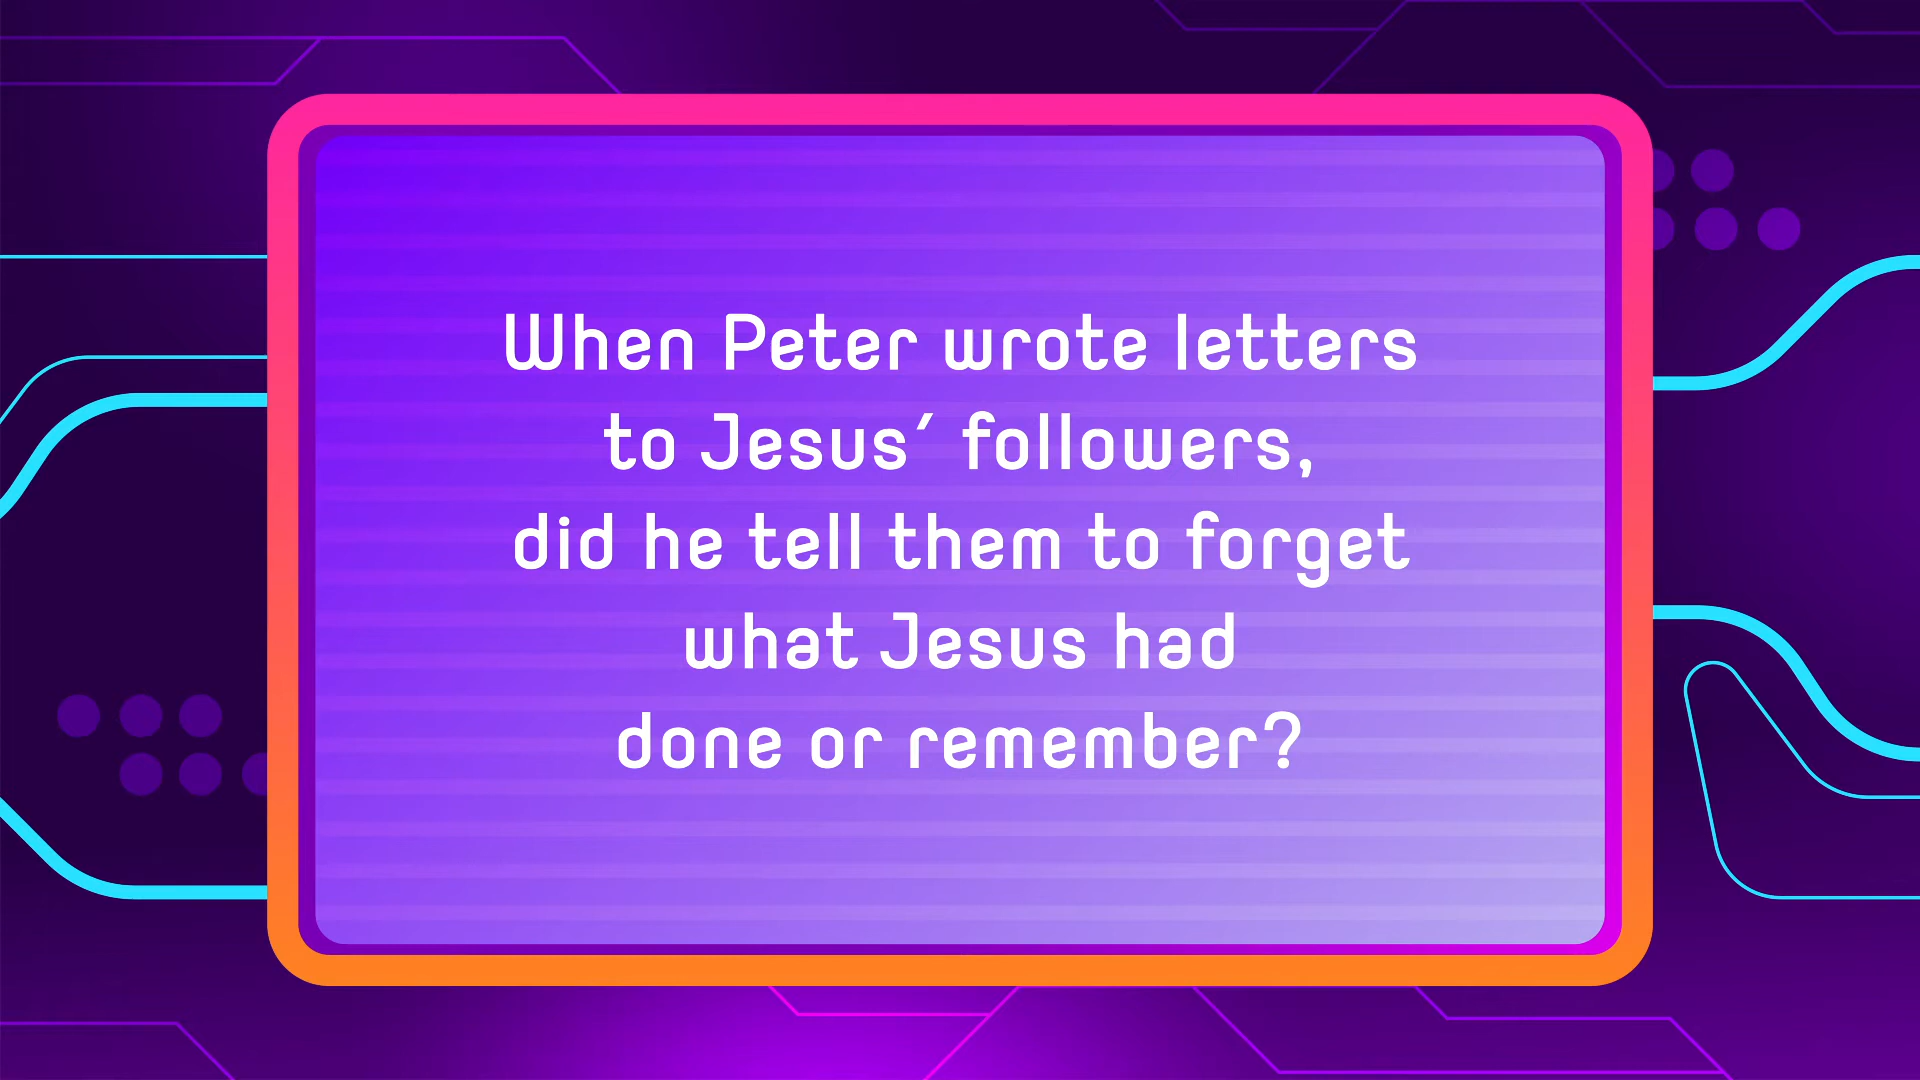 When Peter wrote letters
to Jesus’ followers,
did he tell them to forget
what Jesus had
done or remember?